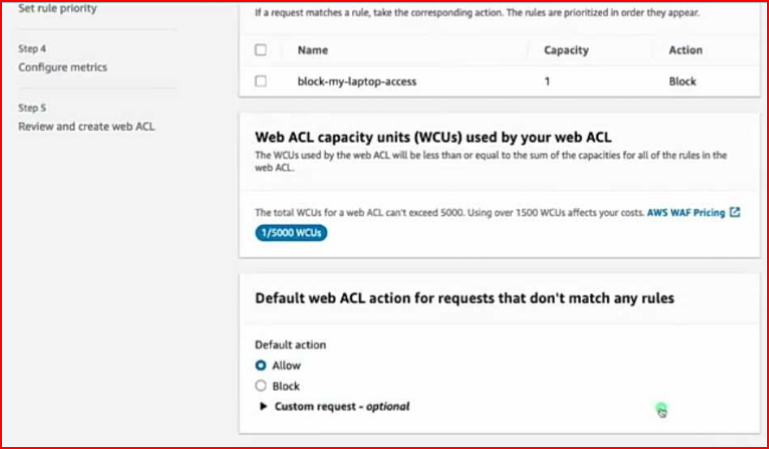 Set rule priority
Step 4
Configure metrics
Step 5
Review and create web ACL
If a request matches a rule, take the corresponding action. The rules are prioritized in order they appear.
Name Capacity Action
block-my-laptop-access 1 Block
Web ACL capacity units (WCUs) used by your web ACL
The WCUs used by the web ACL will be less than or equal to the sum of the capacities for all of the rules in the
web ACL.
The total WCUs for a web ACL can't exceed 5000. Using over 1500 WCUs affects your costs. AWS WAF Pricing
1/5000 WCUs
Default web ACL action for requests that don't match any rules
Default action
Allow
Block
Custom request - optional